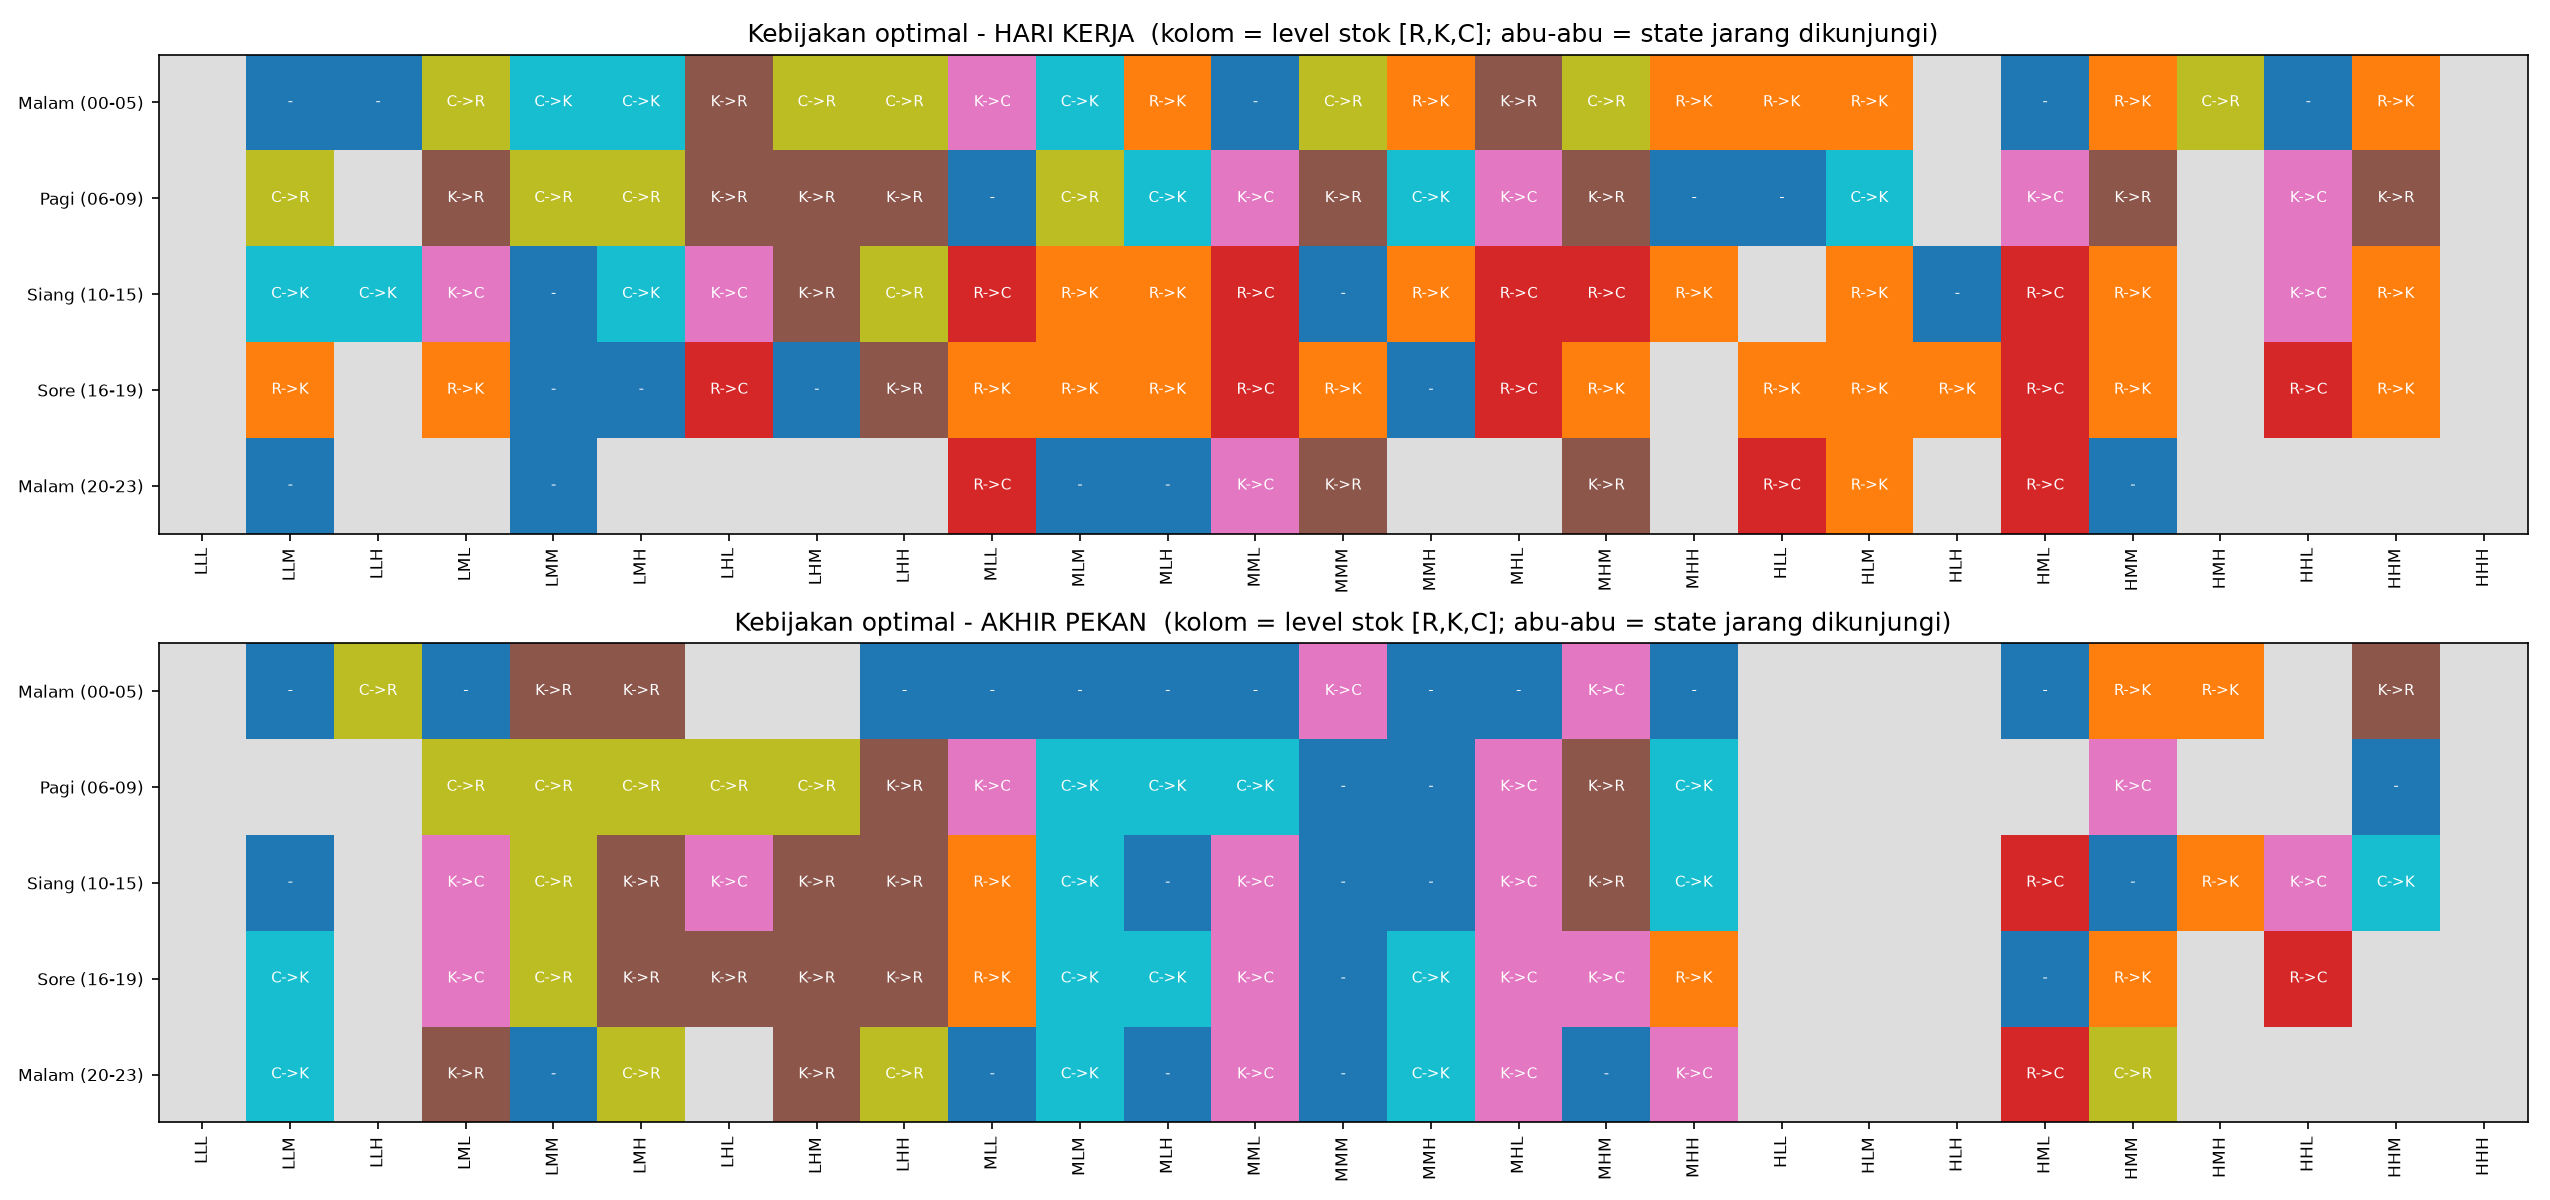 Kebijakan optimal - HARI KERJA  (kolom = level stok [R,K,C]; abu-abu = state jarang dikunjungi)
Malam (00-05) - - C->R C->K C->K K->R C->R C->R K->C C->K R->K - C->R R->K K->R C->R R->K R->K R->K - R->K C->R - R->K
Pagi (06-09) C->R K->R C->R C->R K->R K->R K->R - C->R C->K K->C K->R C->K K->C K->R - - C->K K->C K->R K->C K->R
Siang (10-15) C->K C->K K->C - C->K K->C K->R C->R R->C R->K R->K R->C - R->K R->C R->C R->K R->K - R->C R->K K->C R->K
Sore (16-19) R->K R->K - - R->C - K->R R->K R->K R->K R->C R->K - R->C R->K R->K R->K R->K R->C R->K R->C R->K
Malam (20-23) - - R->C - - K->C K->R K->R R->C R->K R->C -
LLL LLM LLH LML LMM LMH LHL LHM LHH MLL MLM MLH MML MMM MMH MHL MHM MHH HLL HLM HLH HML HMM HMH HHL HHM HHH
Kebijakan optimal - AKHIR PEKAN  (kolom = level stok [R,K,C]; abu-abu = state jarang dikunjungi)
Malam (00-05) - C->R - K->R K->R - - - - - K->C - - K->C - - R->K R->K K->R
Pagi (06-09) C->R C->R C->R C->R C->R K->R K->C C->K C->K C->K - - K->C K->R C->K K->C -
Siang (10-15) - K->C C->R K->R K->C K->R K->R R->K C->K - K->C - - K->C K->R C->K R->C - R->K K->C C->K
Sore (16-19) C->K K->C C->R K->R K->R K->R K->R R->K C->K C->K K->C - C->K K->C K->C R->K - R->K R->C
Malam (20-23) C->K K->R - C->R K->R C->R - C->K - K->C - C->K K->C - K->C R->C C->R
LLL LLM LLH LML LMM LMH LHL LHM LHH MLL MLM MLH MML MMM MMH MHL MHM MHH HLL HLM HLH HML HMM HMH HHL HHM HHH